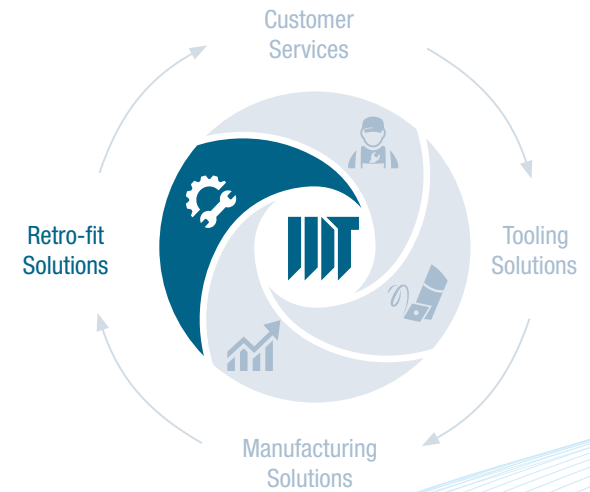 Customer
Services
Retro-fit
Solutions
Tooling
Solutions
Manufacturing
Solutions